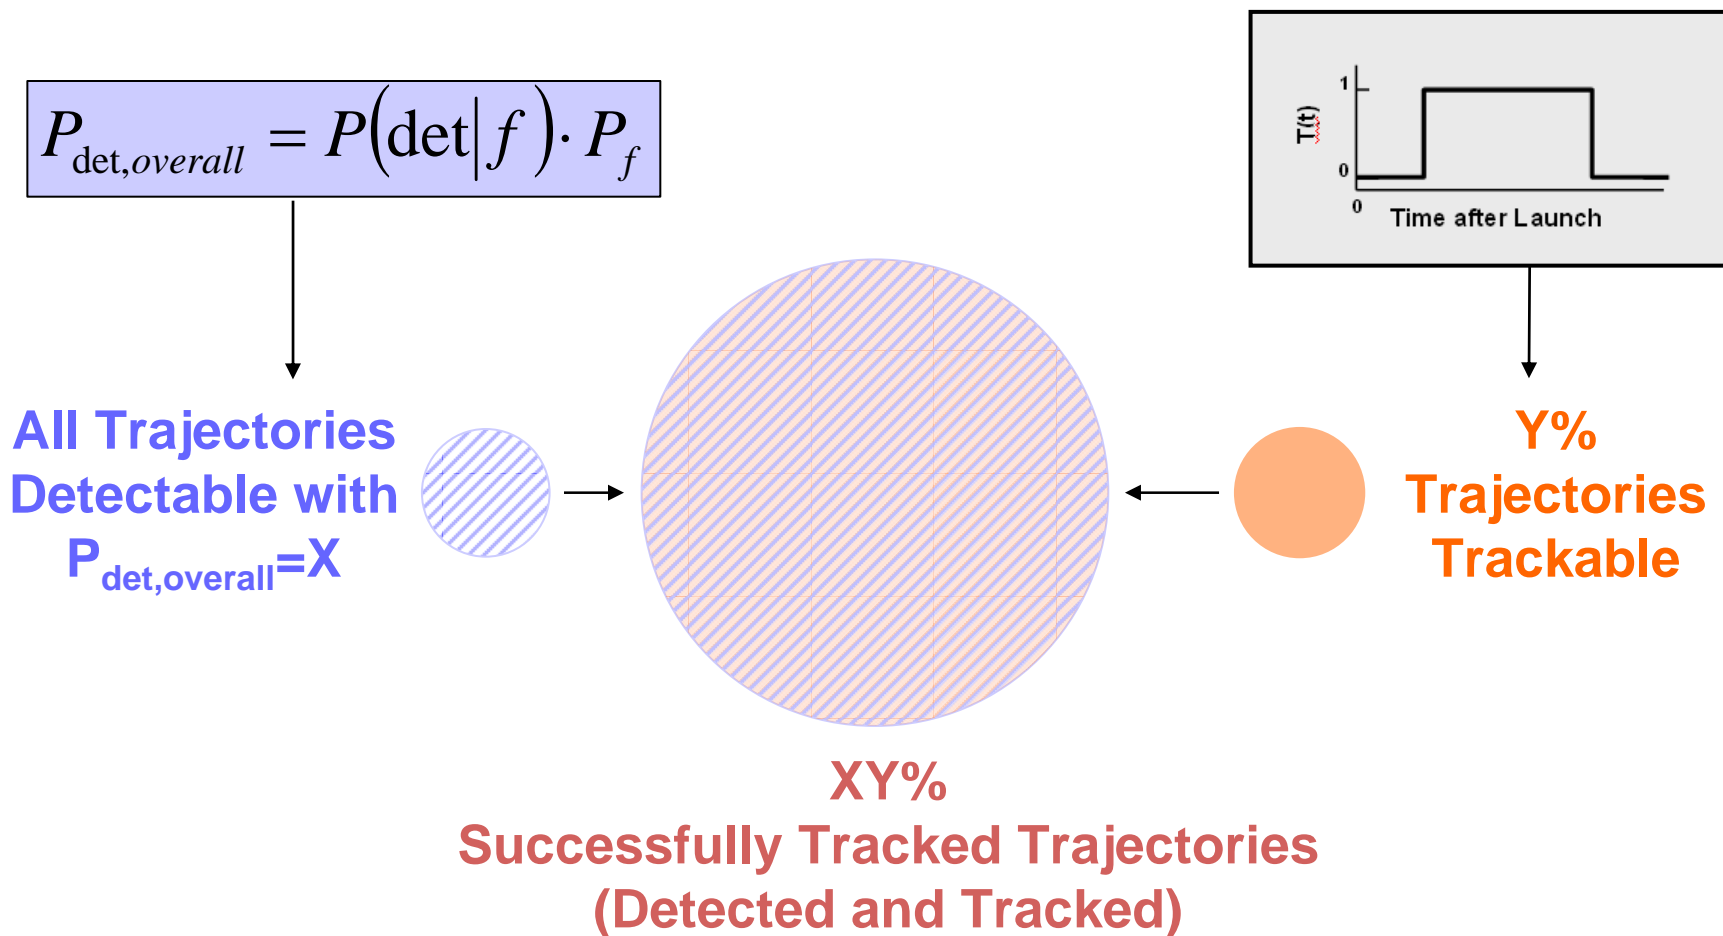 P_det,overall = P(det|f) · P_f
T(t)
1
0
0
Time after Launch
All Trajectories
Detectable with
P_det,overall=X
Y%
Trajectories
Trackable
XY%
Successfully Tracked Trajectories
(Detected and Tracked)